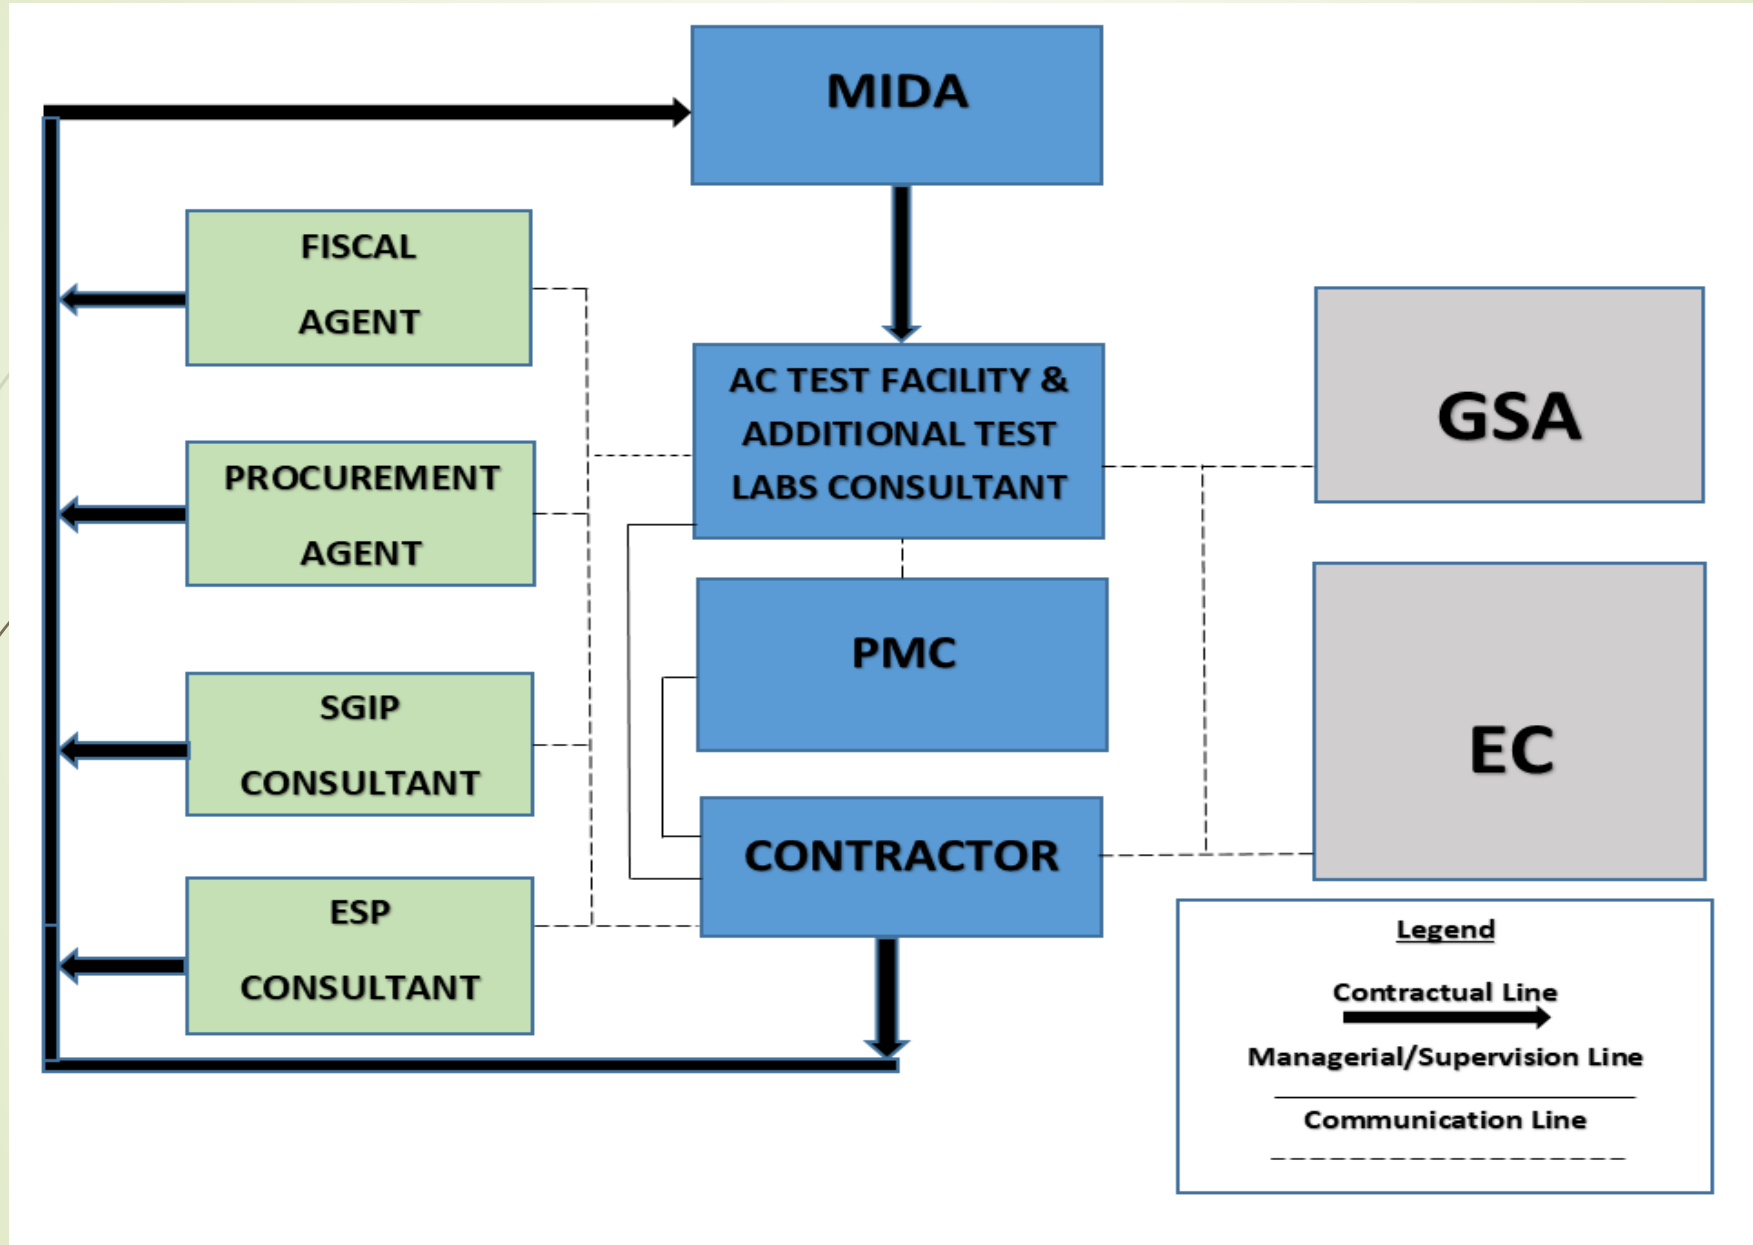 MIDA
FISCAL
AGENT
PROCUREMENT
AGENT
SGIP
CONSULTANT
ESP
CONSULTANT
AC TEST FACILITY &
ADDITIONAL TEST
LABS CONSULTANT
PMC
CONTRACTOR
GSA
EC
Legend
Contractual Line
Managerial/Supervision Line
Communication Line